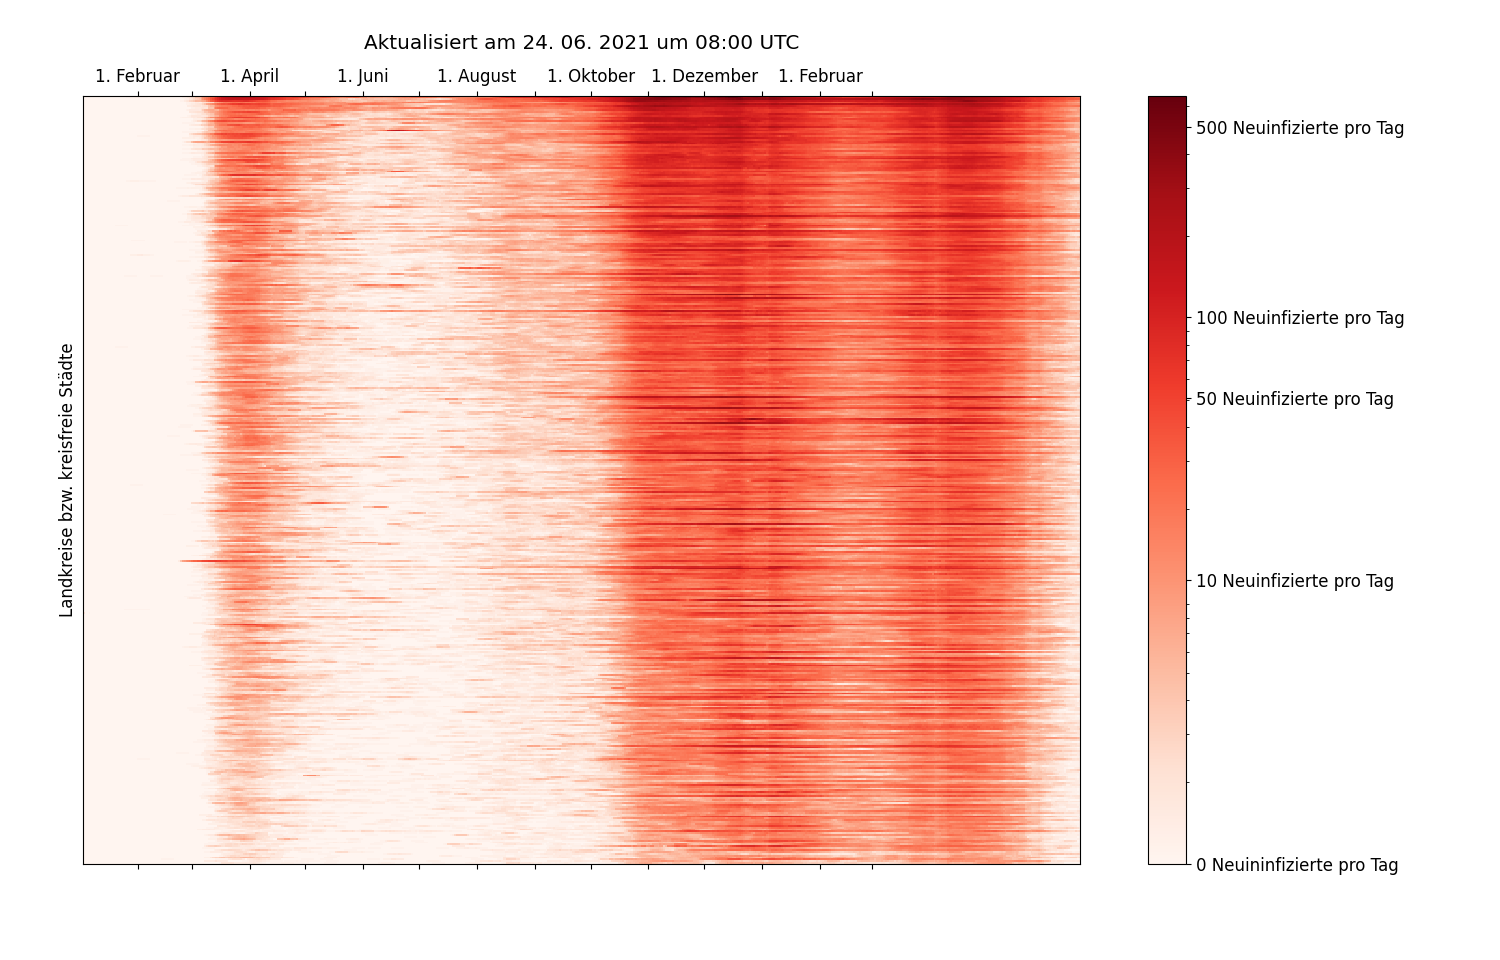 Aktualisiert am 24. 06. 2021 um 08:00 UTC
1. Februar 1. April 1. Juni 1. August 1. Oktober 1. Dezember 1. Februar
Landkreise bzw. kreisfreie Städte
500 Neuinfizierte pro Tag
100 Neuinfizierte pro Tag
50 Neuinfizierte pro Tag
10 Neuinfizierte pro Tag
0 Neuininfizierte pro Tag